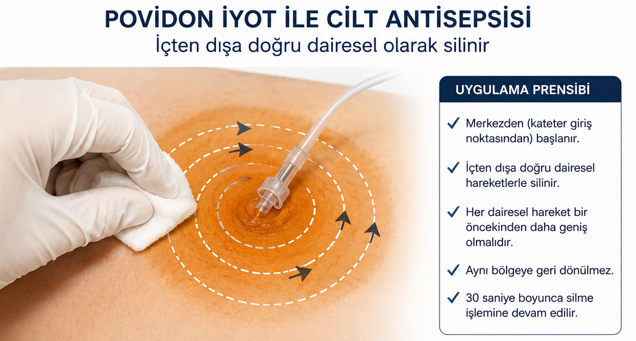 POVİDON İYOT İLE CİLT ANTİSEPSİSİ
İçten dışa doğru dairesel olarak silinir
UYGULAMA PRENSİBİ
Merkezden (kateter giriş
noktasından) başlanır.
İçten dışa doğru dairesel
hareketlerle silinir.
Her dairesel hareket bir
öncekinden daha geniş
olmalıdır.
Aynı bölgeye geri dönülmez.
30 saniye boyunca silme
işlemine devam edilir.